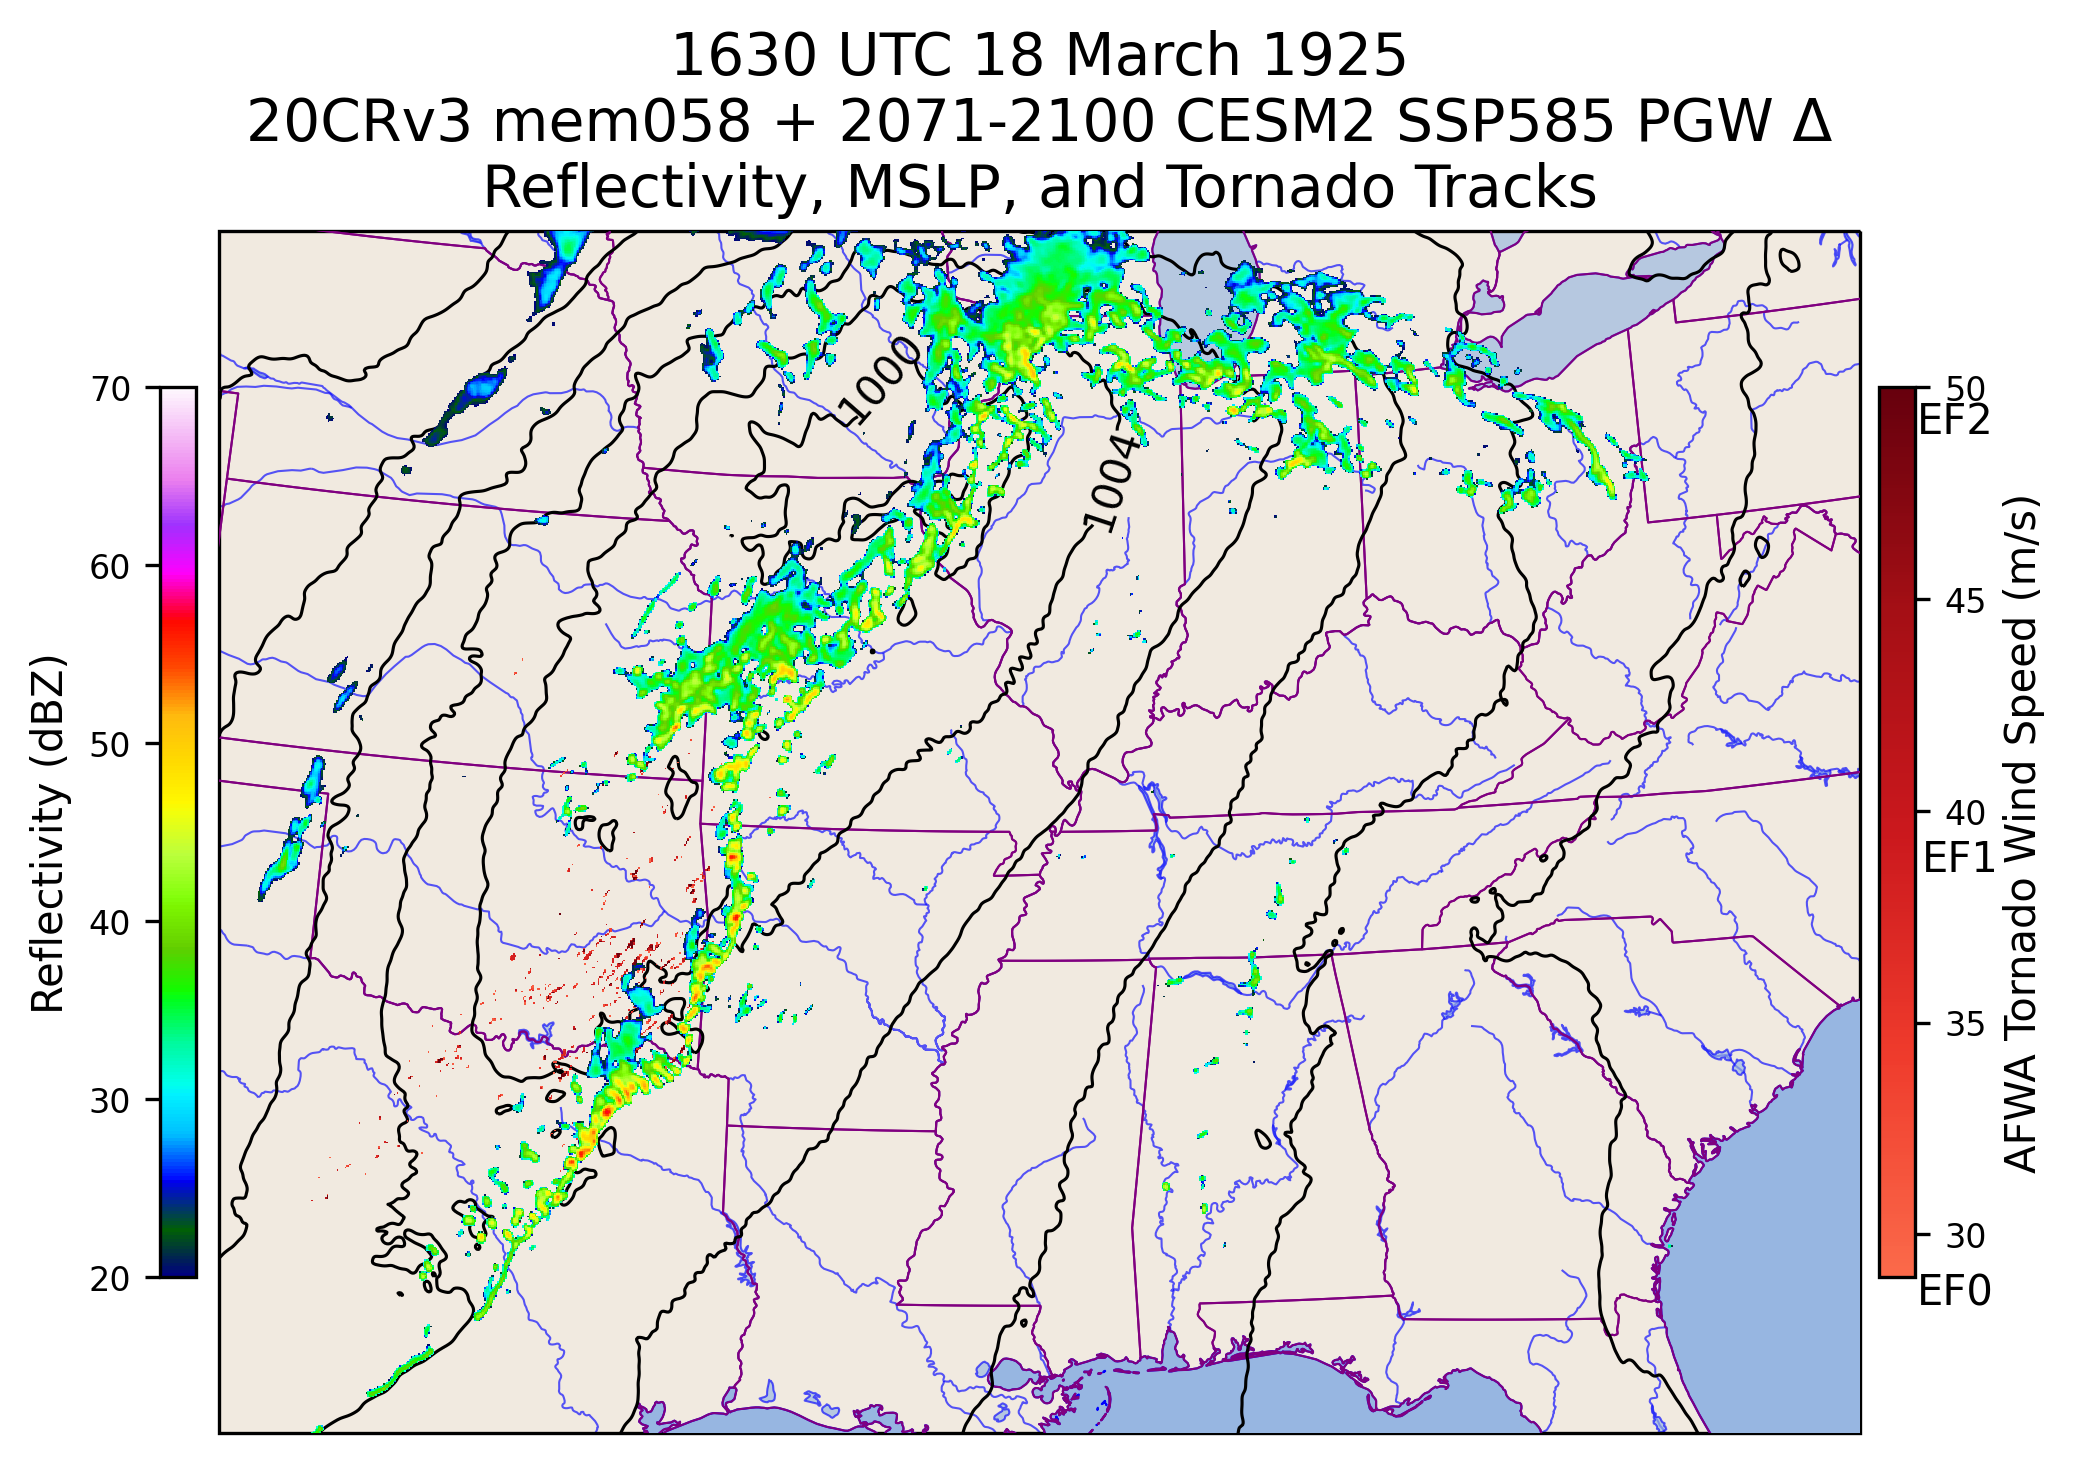 1630 UTC 18 March 1925
20CRv3 mem058 + 2071-2100 CESM2 SSP585 PGW Δ
Reflectivity, MSLP, and Tornado Tracks
70
60
50
40
30
20
Reflectivity (dBZ)
1000
1004
50
EF2
45
40
EF1
35
30
EF0
AFWA Tornado Wind Speed (m/s)